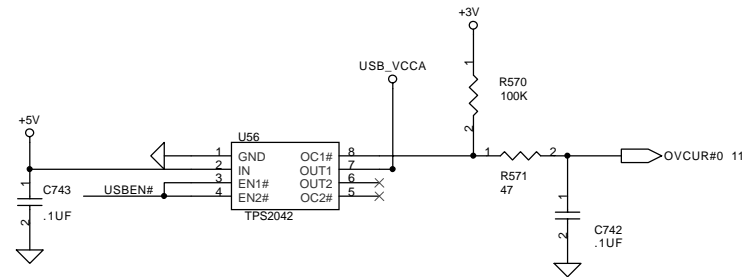 +3V
USB_VCCA
1
R570
100K
2
+5V
U56
1 GND OC1# 8
2 IN OUT1 7
3 EN1# OUT2 6
4 EN2# OC2# 5
TPS2042
USBEN#
1
C743
.1UF
2
1 2
R571
47
OVCUR#0 11
1
C742
.1UF
2